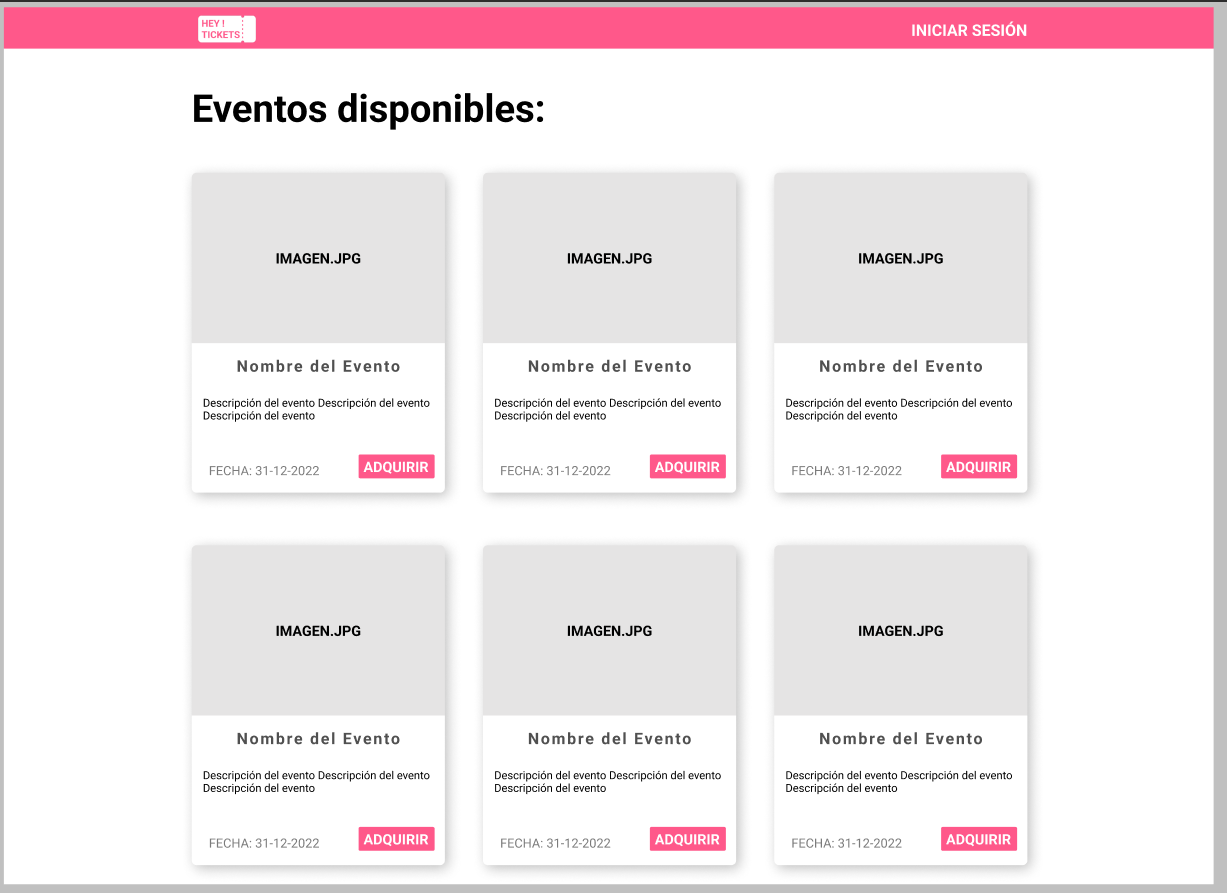 HEY !
TICKETS
INICIAR SESIÓN
Eventos disponibles:
IMAGEN.JPG
Nombre del Evento
Descripción del evento Descripción del evento
Descripción del evento
FECHA: 31-12-2022
ADQUIRIR
IMAGEN.JPG
Nombre del Evento
Descripción del evento Descripción del evento
Descripción del evento
FECHA: 31-12-2022
ADQUIRIR
IMAGEN.JPG
Nombre del Evento
Descripción del evento Descripción del evento
Descripción del evento
FECHA: 31-12-2022
ADQUIRIR
IMAGEN.JPG
Nombre del Evento
Descripción del evento Descripción del evento
Descripción del evento
FECHA: 31-12-2022
ADQUIRIR
IMAGEN.JPG
Nombre del Evento
Descripción del evento Descripción del evento
Descripción del evento
FECHA: 31-12-2022
ADQUIRIR
IMAGEN.JPG
Nombre del Evento
Descripción del evento Descripción del evento
Descripción del evento
FECHA: 31-12-2022
ADQUIRIR